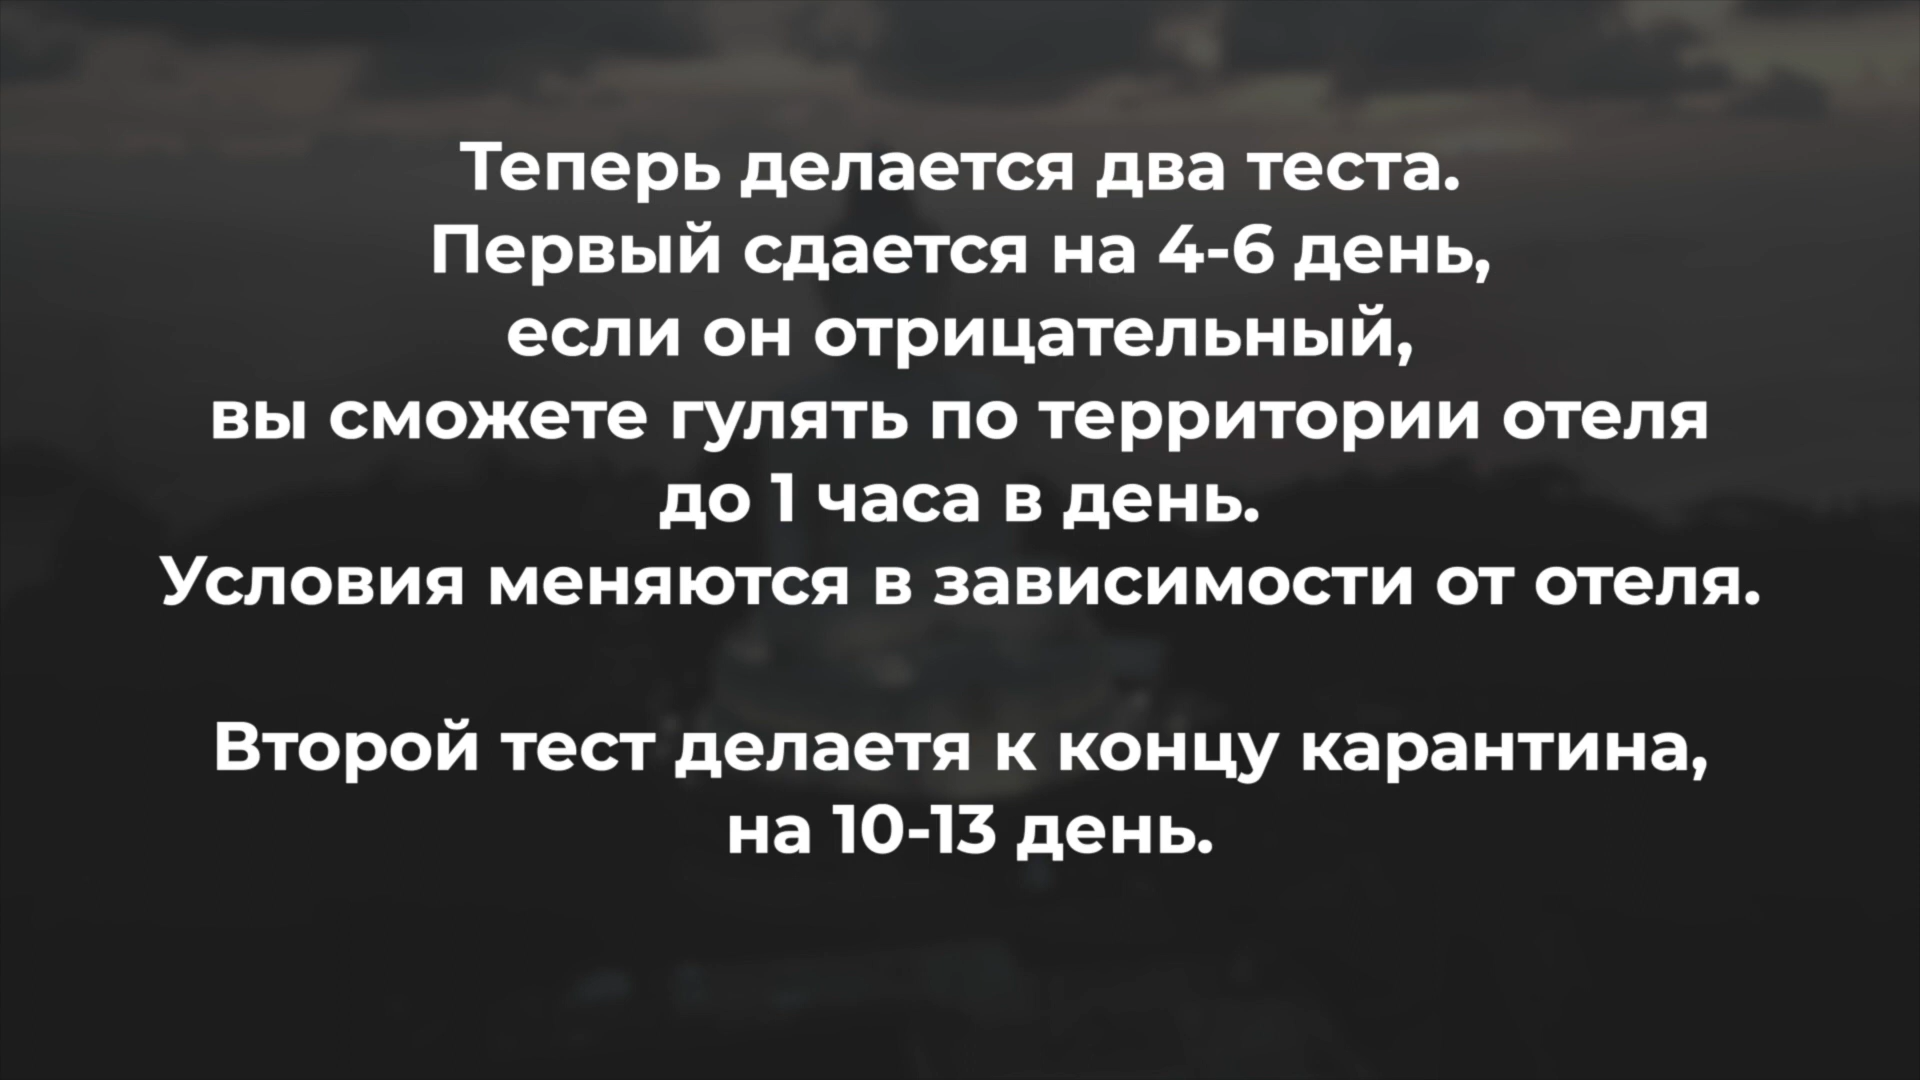 Теперь делается два теста.
Первый сдается на 4-6 день,
если он отрицательный,
вы сможете гулять по территории отеля
до 1 часа в день.
Условия меняются в зависимости от отеля.
Второй тест делаетя к концу карантина,
на 10-13 день.